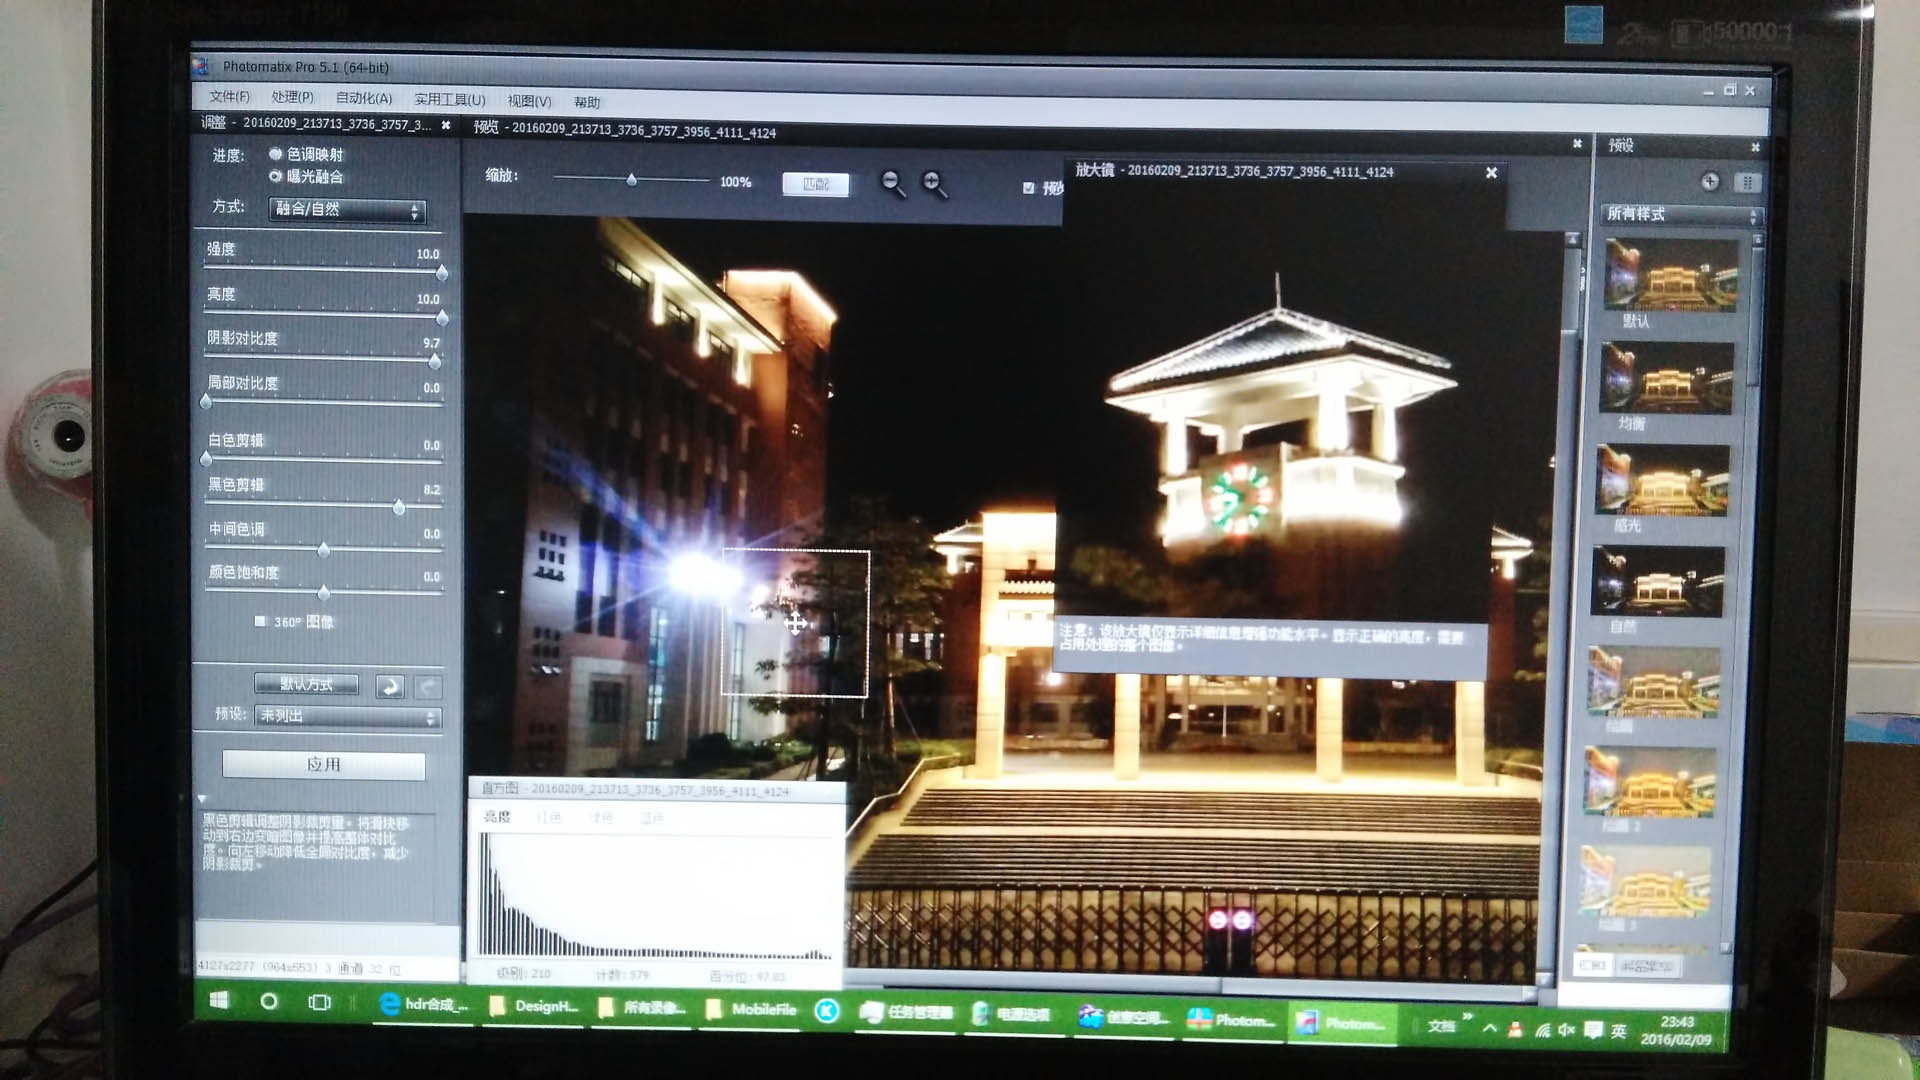 50000:1
Photomatix Pro 5.1 (64-bit)
文件(F) 处理(P) 自动化(A) 实用工具(U) 视图(V) 帮助
调整 - 20160209_213713_3736_3757_3...
预览 - 20160209_213713_3736_3757_3956_4111_4124
预设
进度: 色调映射
曝光融合
方式: 融合/自然
缩放: 100% 匹配
放大镜 - 20160209_213713_3736_3757_3956_4111_4124
所有样式
强度 10.0
亮度 10.0
阴影对比度 9.7
局部对比度 0.0
白色剪辑 0.0
黑色剪辑 8.2
中间色调 0.0
颜色饱和度 0.0
360° 图像
默认方式
预设: 未列出
应用
黑色剪辑调整阴影裁剪量。将滑块移
动到右边变暗图像并提高整体对比
度。向左移动降低全局对比度，减少
阴影裁剪。
4127x2277 (964x553) 3 通道 32 位
注意: 该放大镜仅显示详细信息增强功能水平。显示正确的亮度，需要
占用处理的整个图像。
直方图 - 20160209_213713_3736_3757_3956_4111_4124
亮度 红色 绿色 蓝色
级别: 210 计数: 579 百分位: 97.83
默认
均衡
感光
自然
hdr合成_... DesignH... 所有录像... MobileFile 任务管理器 电源选项 创意空间... Photom... Photom... 文档 英
23:43
2016/02/09